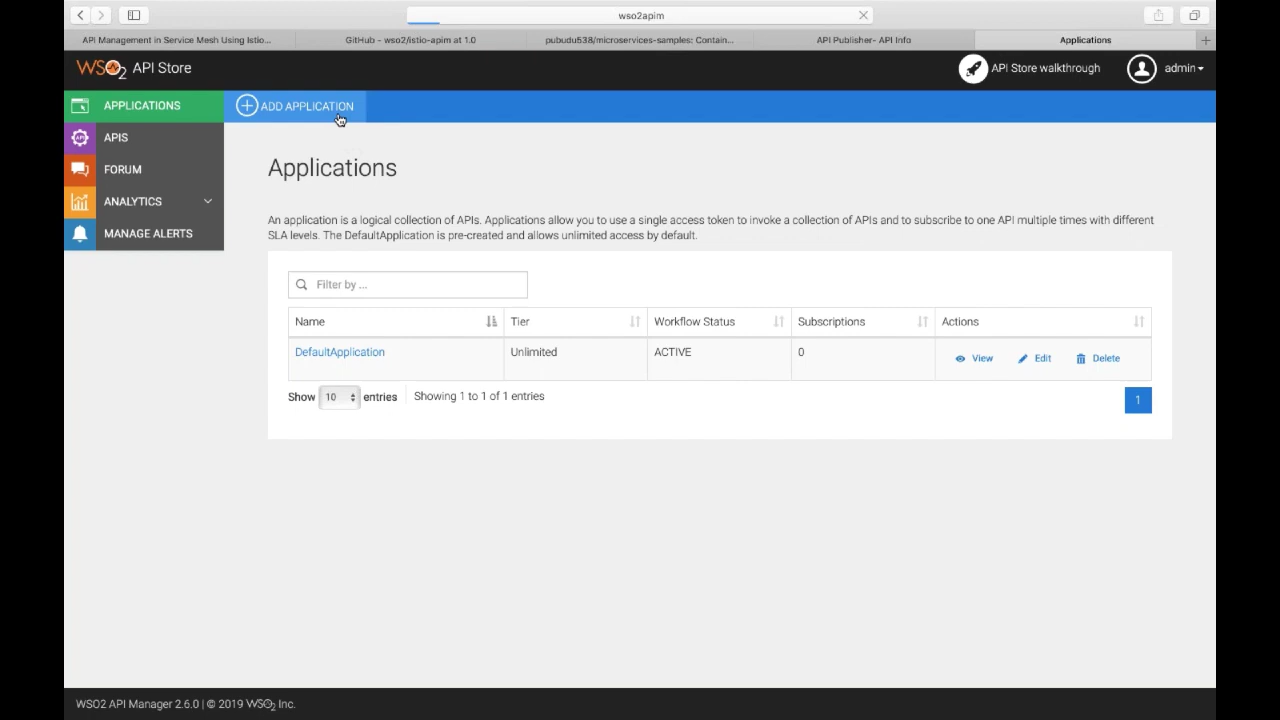 wso2apim
API Management in Service Mesh Using Istio...
GitHub - wso2/istio-apim at 1.0
pubudu538/microservices-samples: Contain...
API Publisher- API Info
Applications
WSO2 API Store
API Store walkthrough
admin
APPLICATIONS
ADD APPLICATION
APIS
FORUM
ANALYTICS
MANAGE ALERTS
Applications
An application is a logical collection of APIs. Applications allow you to use a single access token to invoke a collection of APIs and to subscribe to one API multiple times with different
SLA levels. The DefaultApplication is pre-created and allows unlimited access by default.
Filter by ...
Name Tier Workflow Status Subscriptions Actions
DefaultApplication Unlimited ACTIVE 0 View Edit Delete
Show 10 entries Showing 1 to 1 of 1 entries 1
WSO2 API Manager 2.6.0 | © 2019 WSO2 Inc.